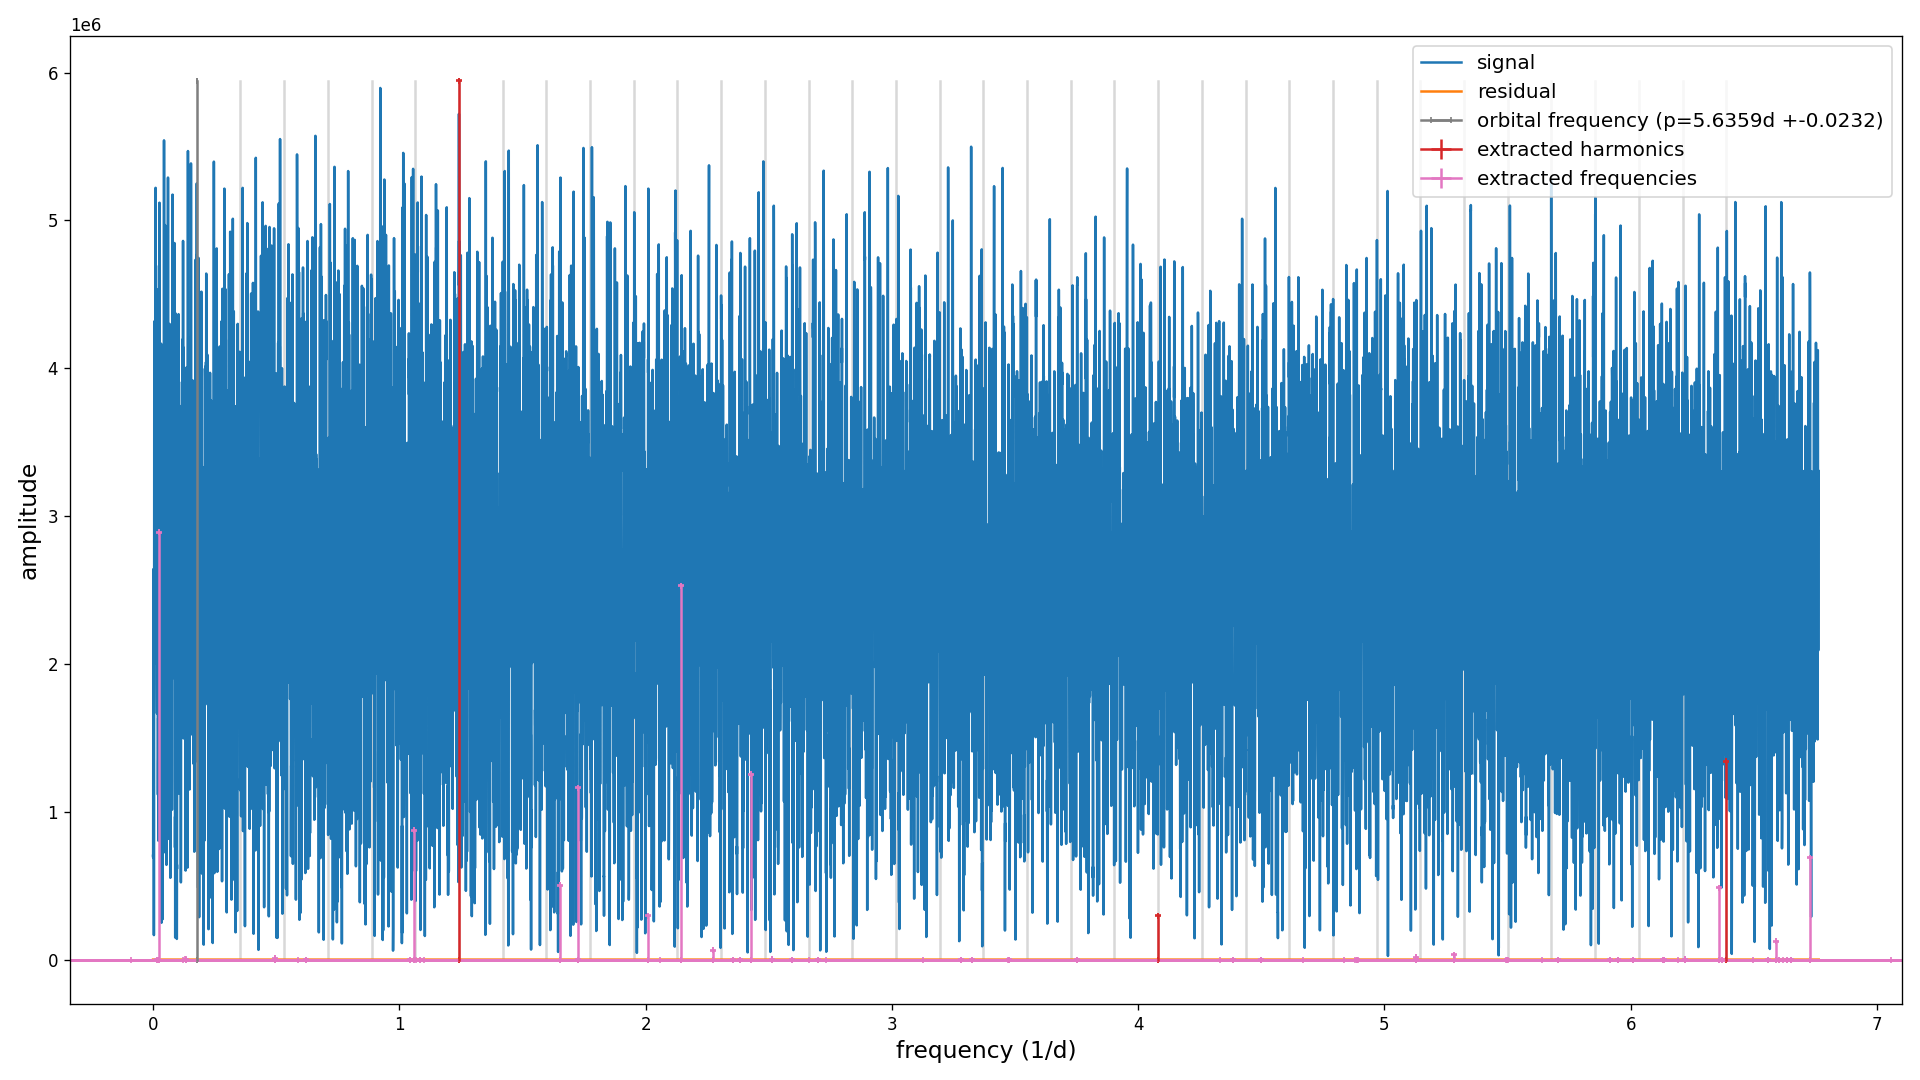 1e6
signal
residual
orbital frequency (p=5.6359d +-0.0232)
extracted harmonics
extracted frequencies
6
5
4
3
2
1
0
amplitude
0 1 2 3 4 5 6 7
frequency (1/d)